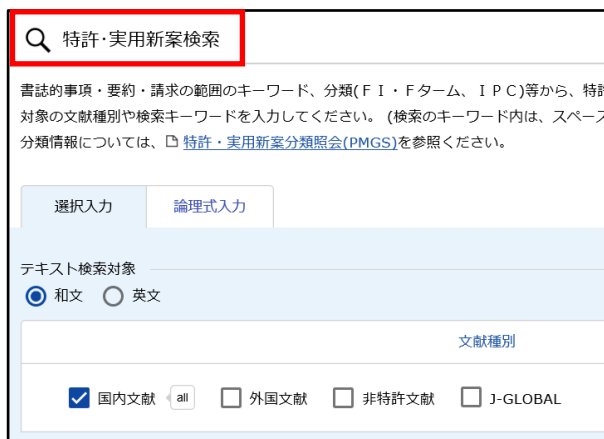 特許・実用新案検索
書誌的事項・要約・請求の範囲のキーワード、分類(ＦＩ・Ｆターム、ＩＰＣ)等から、特許
対象の文献種別や検索キーワードを入力してください。 (検索のキーワード内は、スペース
分類情報については、 特許・実用新案分類照会(PMGS)を参照ください。
選択入力 論理式入力
テキスト検索対象
和文 英文
文献種別
国内文献 all 外国文献 非特許文献 J-GLOBAL